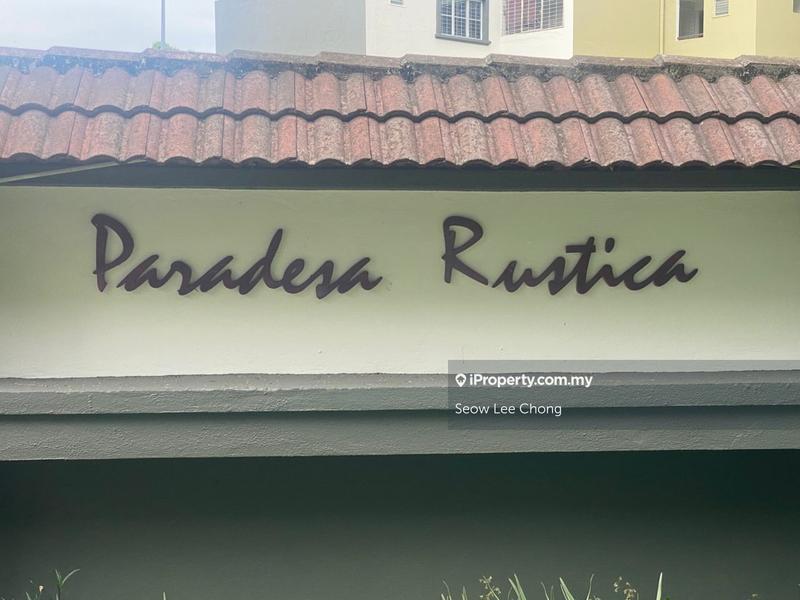 Paradesa Rustica
iProperty.com.my
Seow Lee Chong